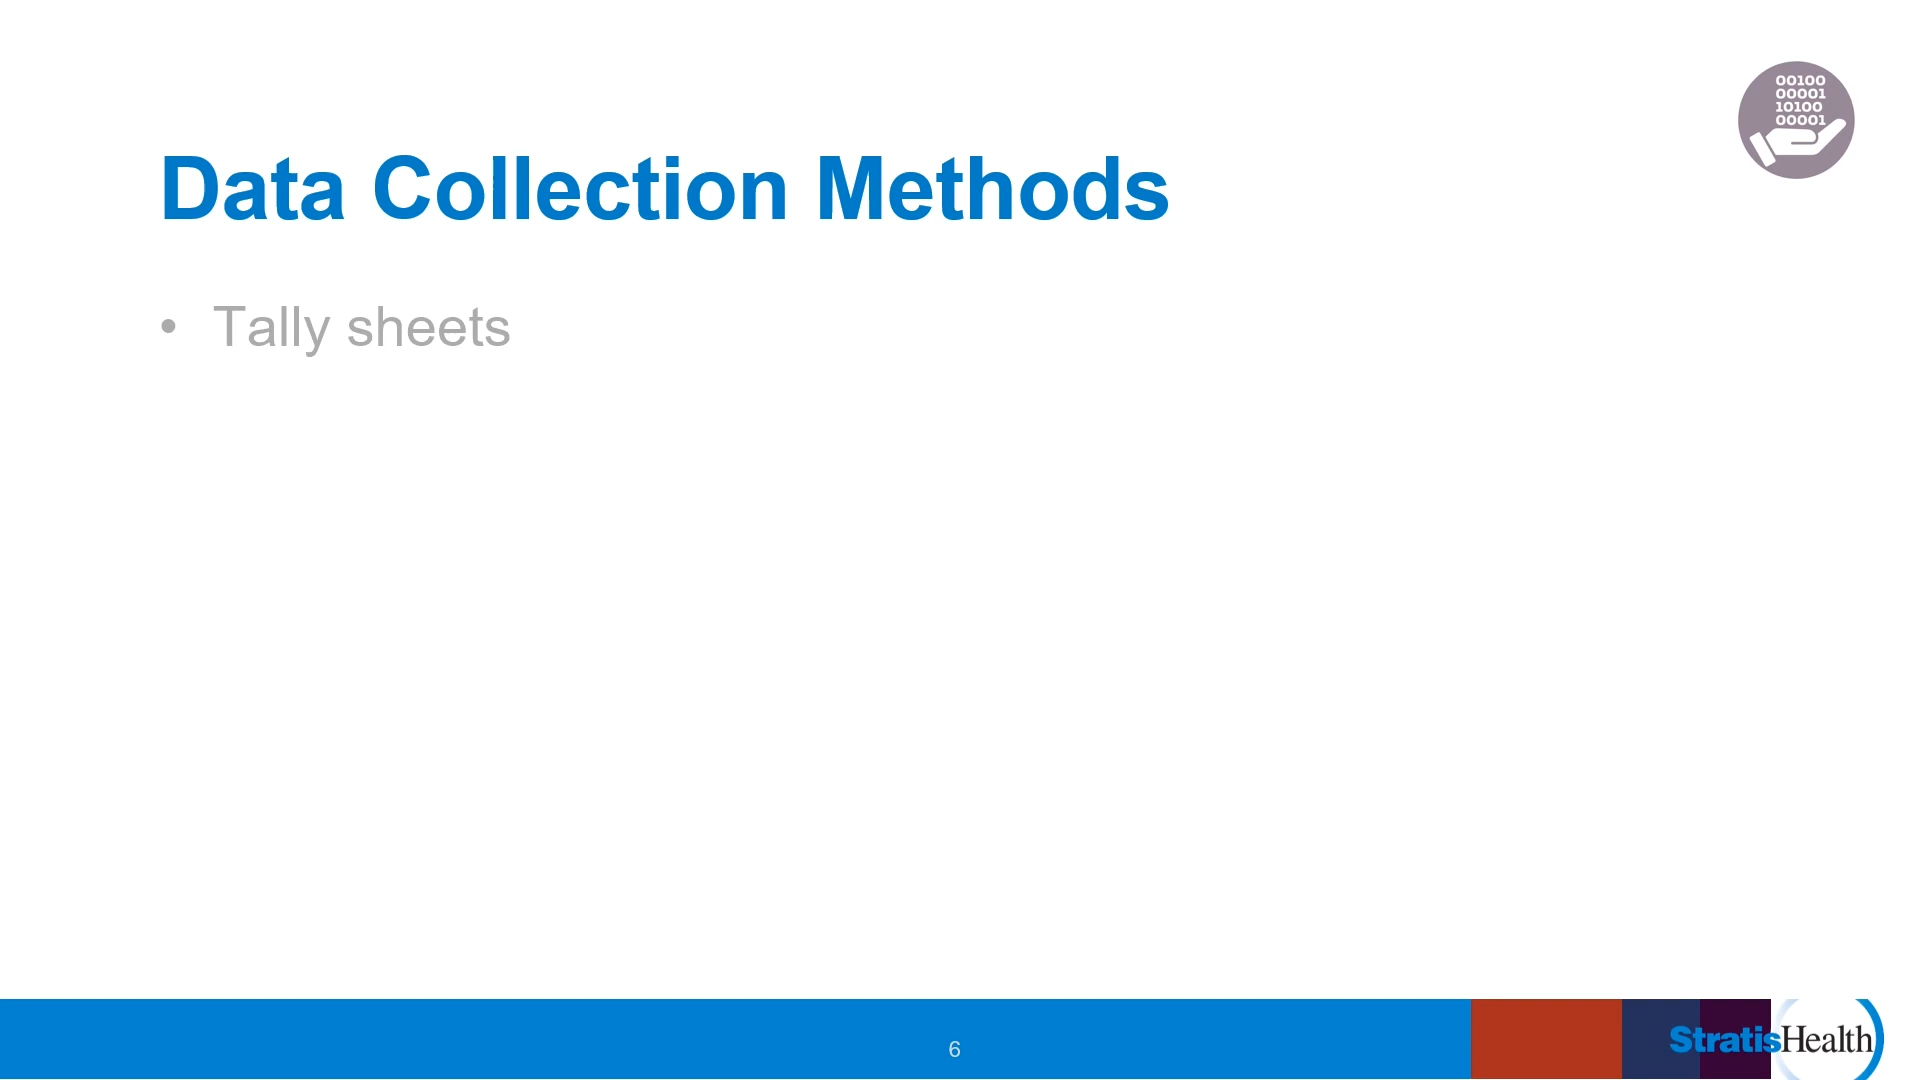 00100
00001
10100
00001
Data Collection Methods
• Tally sheets
6
StratisHealth